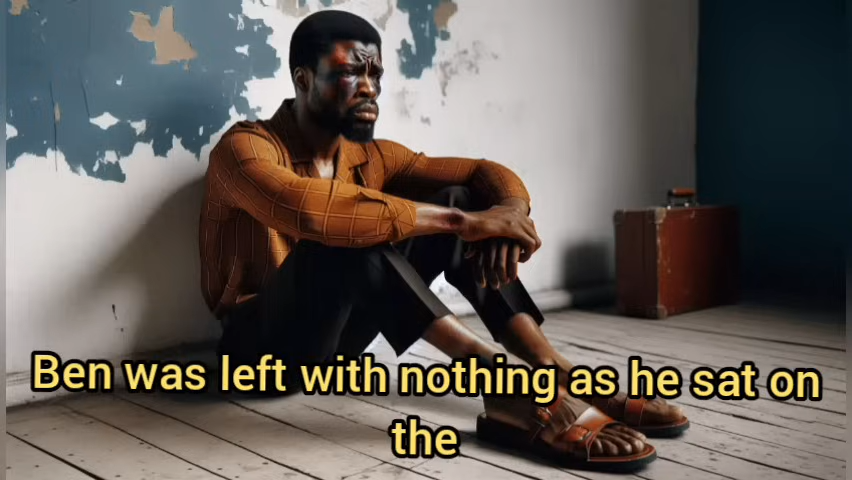 Ben was left with nothing as he sat on
the